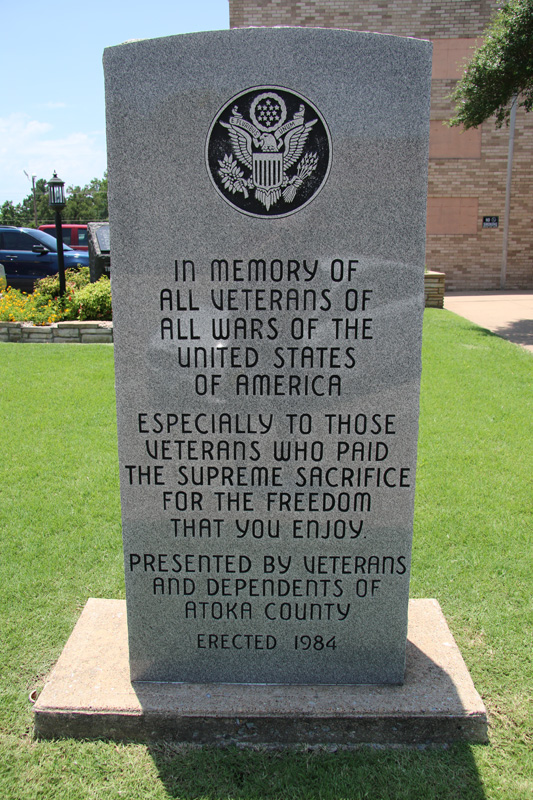 E PLURIBUS UNUM
IN MEMORY OF
ALL VETERANS OF
ALL WARS OF THE
UNITED STATES
OF AMERICA
ESPECIALLY TO THOSE
VETERANS WHO PAID
THE SUPREME SACRIFICE
FOR THE FREEDOM
THAT YOU ENJOY.
PRESENTED BY VETERANS
AND DEPENDENTS OF
ATOKA COUNTY
ERECTED 1984